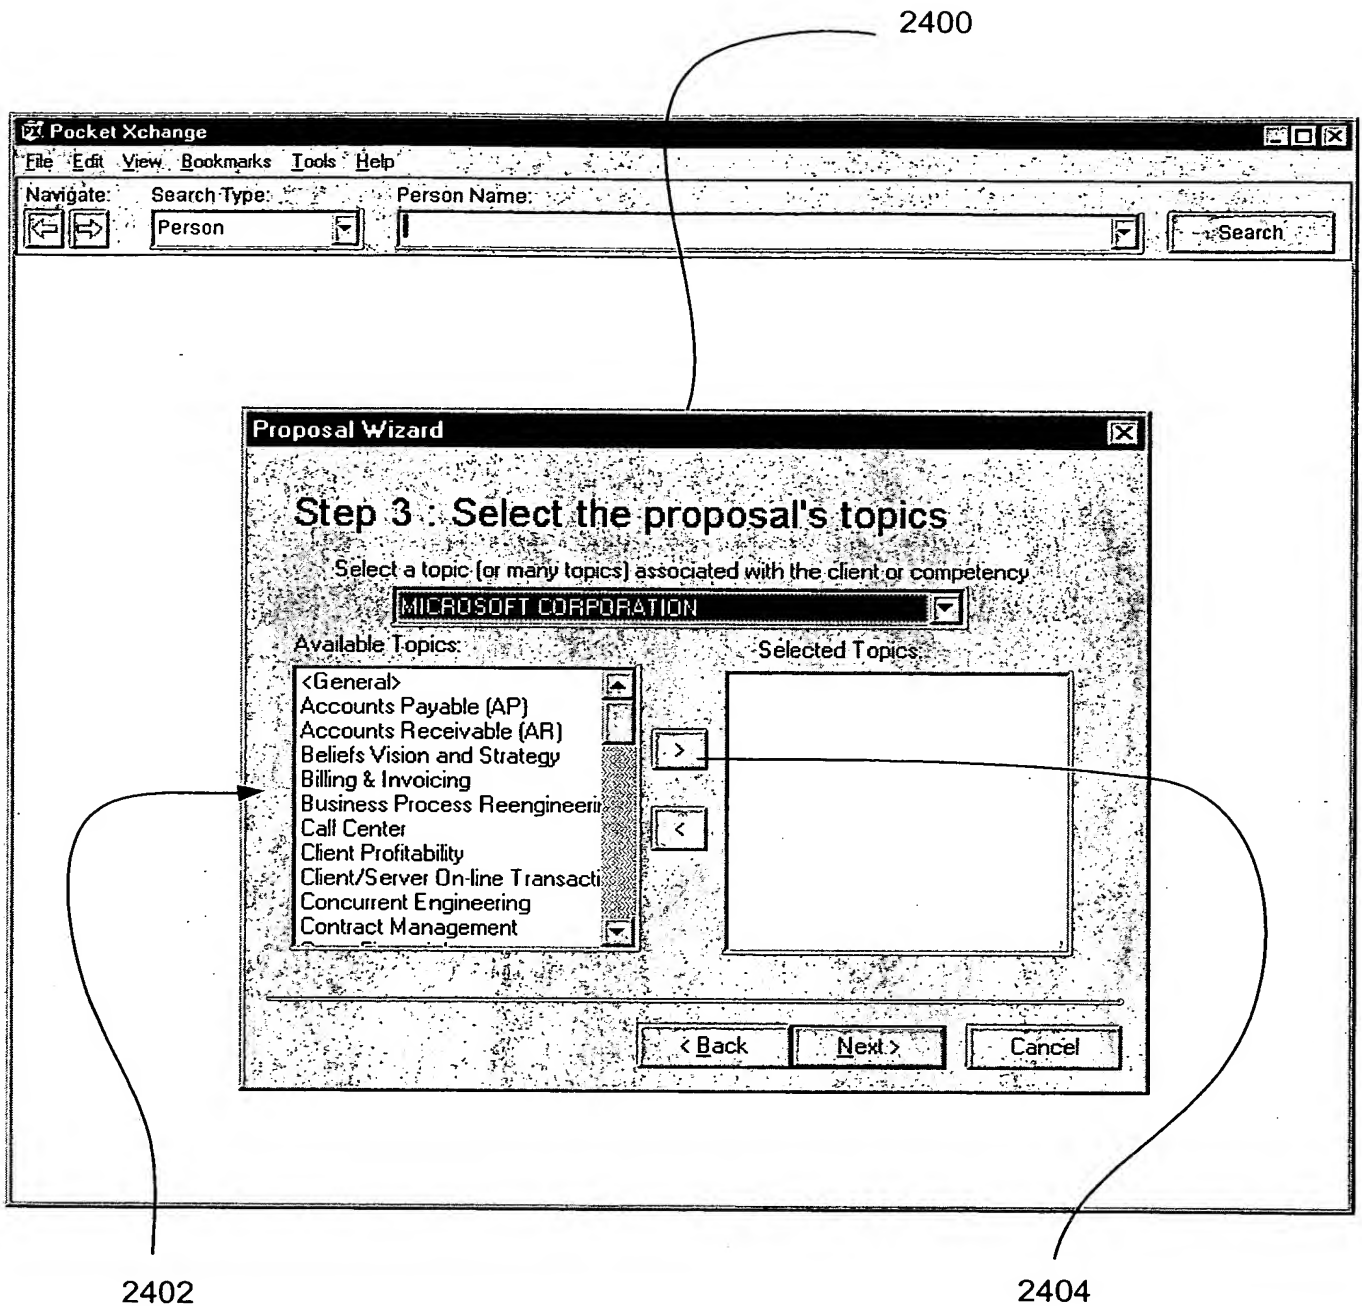 2400
Pocket Xchange
File Edit View Bookmarks Tools Help
Navigate: Search Type: Person Name:
Person Search
Proposal Wizard
Step 3 : Select the proposal's topics
Select a topic (or many topics) associated with the client or competency.
MICROSOFT CORPORATION
Available Topics: Selected Topics
<General>
Accounts Payable (AP)
Accounts Receivable (AR)
Beliefs Vision and Strategy
> 
Billing & Invoicing
Business Process Reengineerin
Call Center
<
Client Profitability
Client/Server On-line Transacti
Concurrent Engineering
Contract Management
< Back Next > Cancel
2402 2404